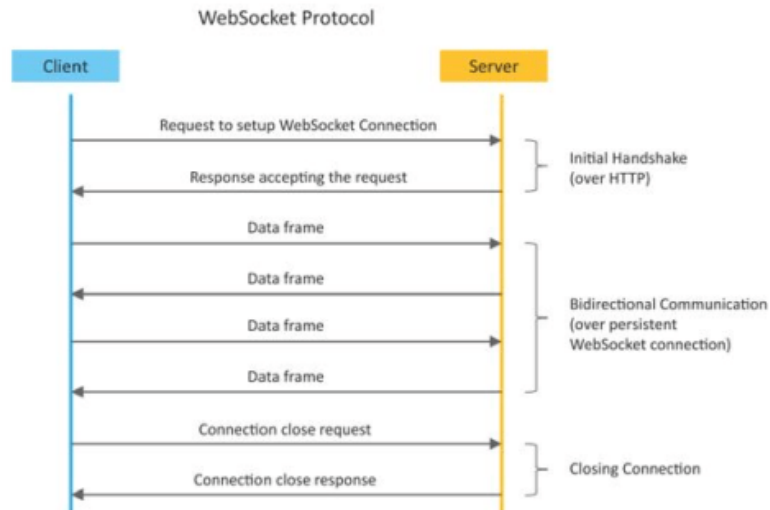 WebSocket Protocol
Client
Server
Request to setup WebSocket Connection
Initial Handshake
(over HTTP)
Response accepting the request
Data frame
Data frame
Bidirectional Communication
(over persistent
WebSocket connection)
Data frame
Data frame
Connection close request
Closing Connection
Connection close response